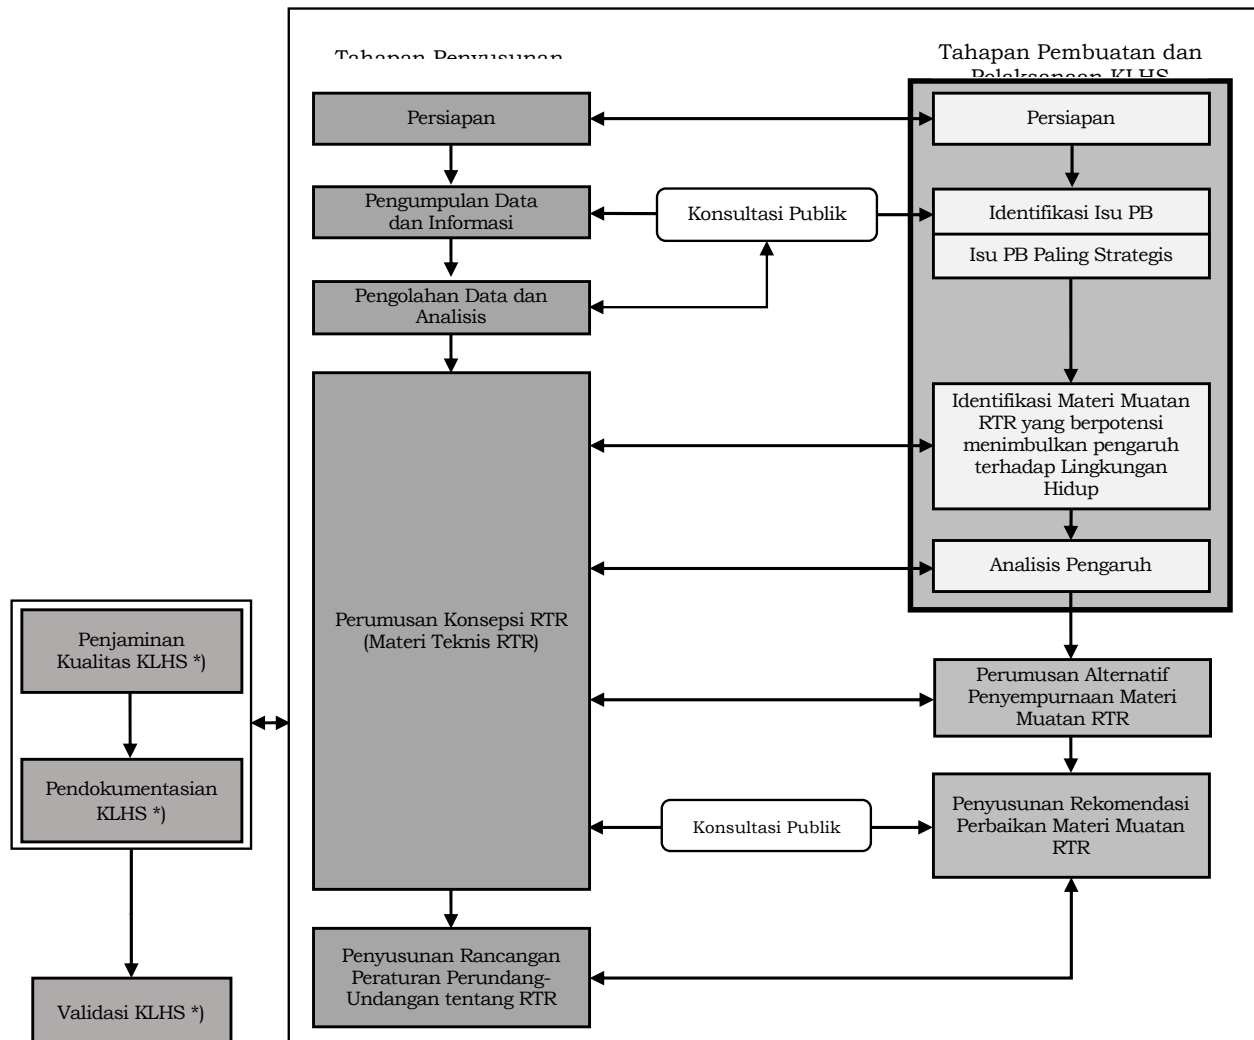 Tahapan Penyusunan
Tahapan Pembuatan dan
Pelaksanaan KLHS
Persiapan
Persiapan
Pengumpulan Data
dan Informasi
Konsultasi Publik
Identifikasi Isu PB
Isu PB Paling Strategis
Pengolahan Data dan
Analisis
Identifikasi Materi Muatan
RTR yang berpotensi
menimbulkan pengaruh
terhadap Lingkungan
Hidup
Analisis Pengaruh
Perumusan Konsepsi RTR
(Materi Teknis RTR)
Penjaminan
Kualitas KLHS *)
Perumusan Alternatif
Penyempurnaan Materi
Muatan RTR
Pendokumentasian
KLHS *)
Konsultasi Publik
Penyusunan Rekomendasi
Perbaikan Materi Muatan
RTR
Penyusunan Rancangan
Peraturan Perundang-
Undangan tentang RTR
Validasi KLHS *)